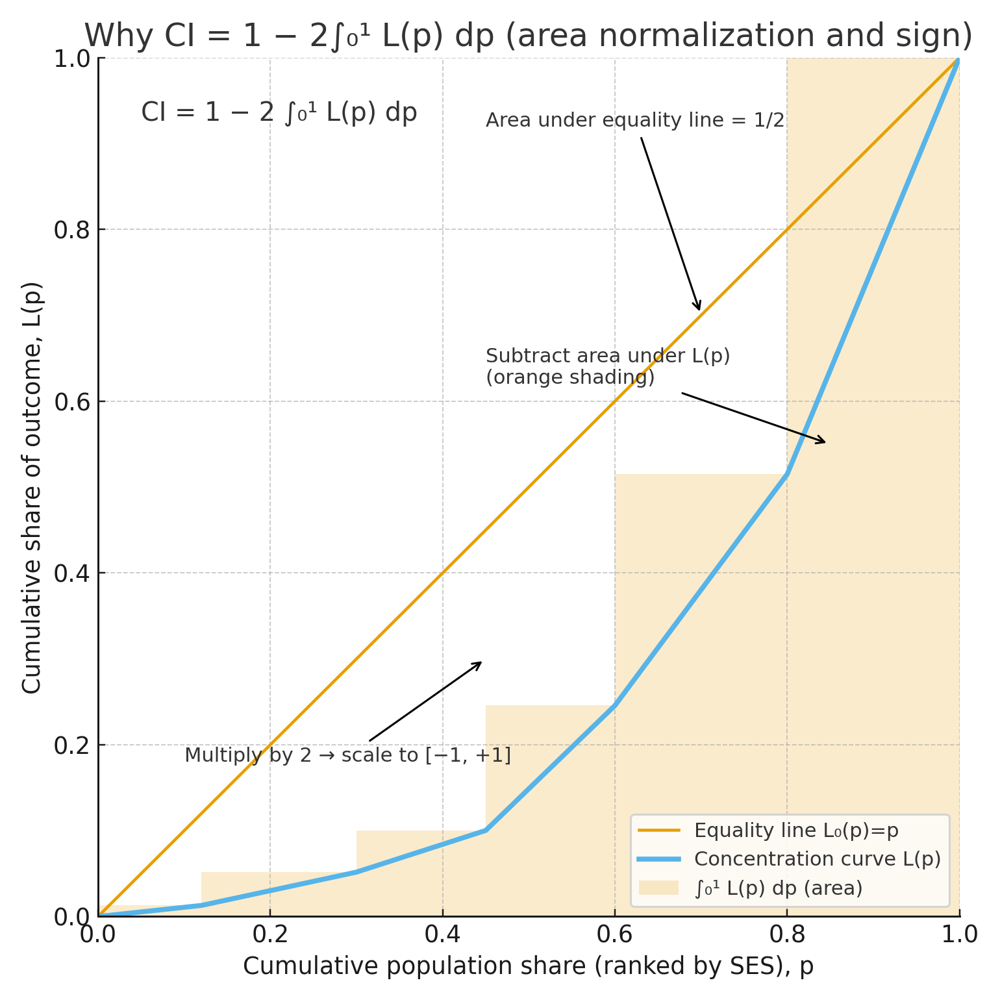 Why CI = 1 − 2∫₀¹ L(p) dp (area normalization and sign)
CI = 1 − 2 ∫₀¹ L(p) dp
Area under equality line = 1/2
Subtract area under L(p)
(orange shading)
Multiply by 2 → scale to [−1, +1]
Equality line L₀(p)=p
Concentration curve L(p)
∫₀¹ L(p) dp (area)
Cumulative share of outcome, L(p)
1.0
0.8
0.6
0.4
0.2
0.0
0.0 0.2 0.4 0.6 0.8 1.0
Cumulative population share (ranked by SES), p